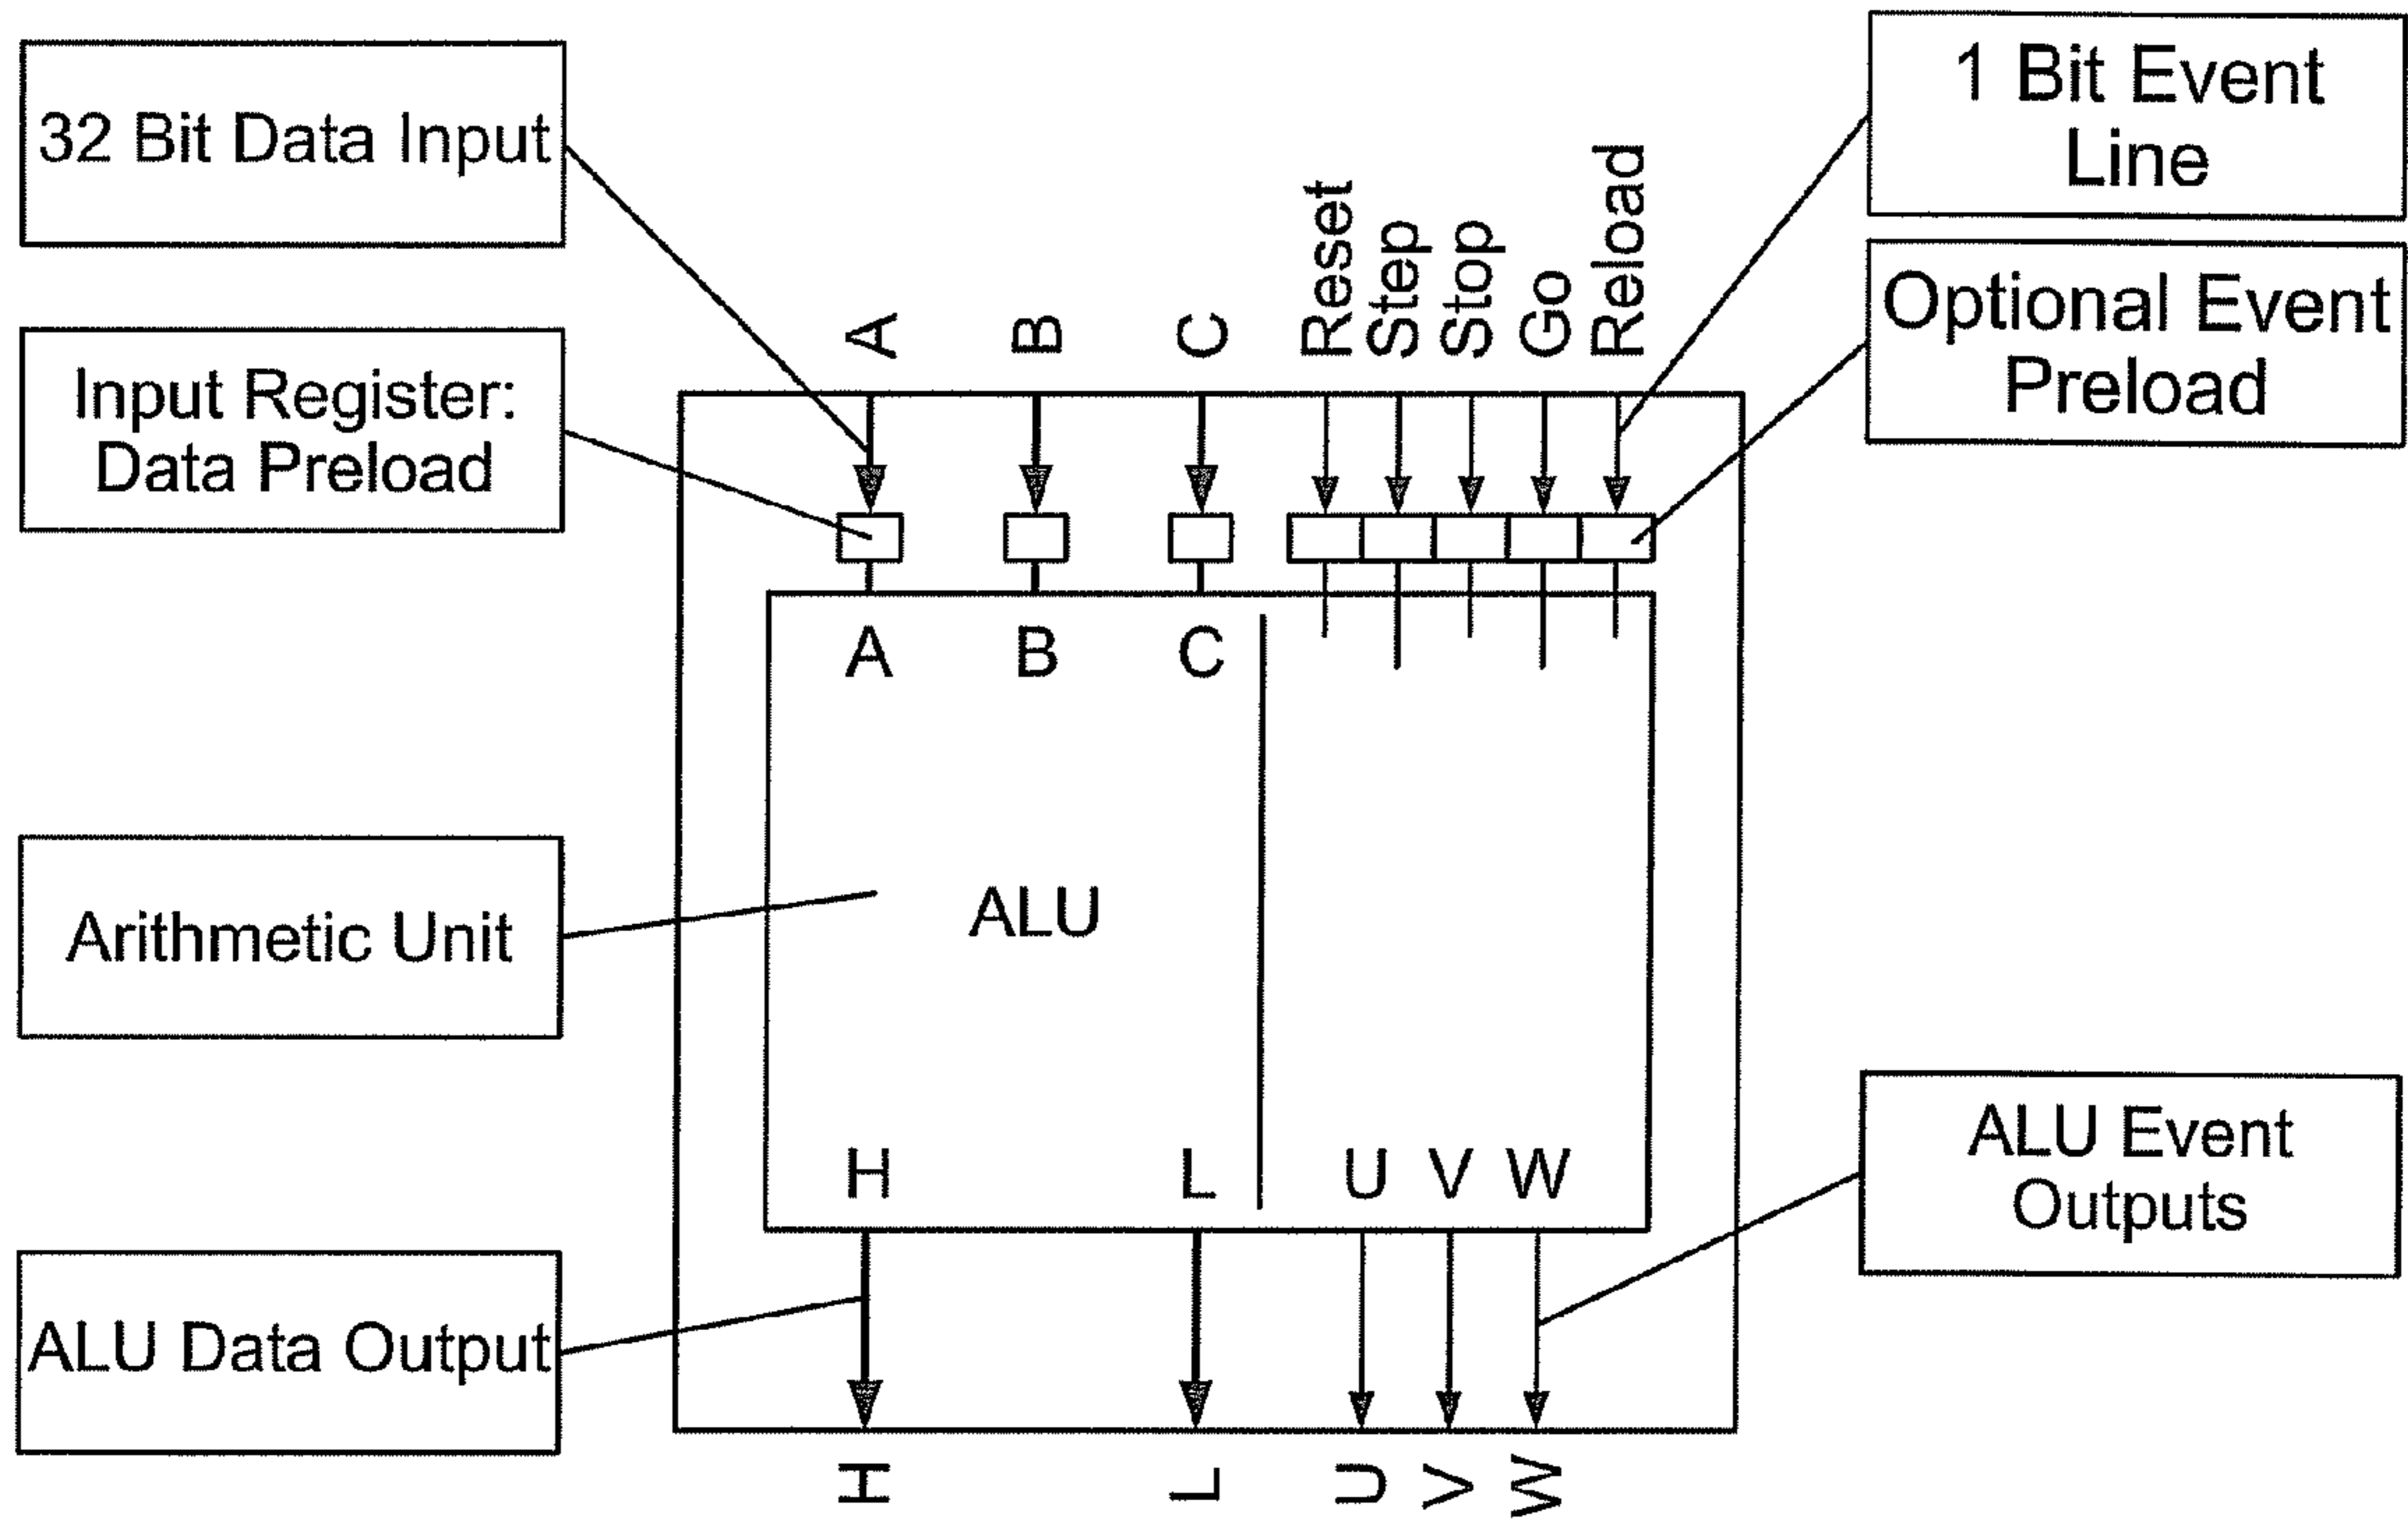 32 Bit Data Input
Input Register:
Data Preload
Arithmetic Unit
ALU Data Output
A
B
C
Reset
Step
Stop
Go
Reload
A B C
ALU
H L U V W
H
L
U
V
W
1 Bit Event
Line
Optional Event
Preload
ALU Event
Outputs